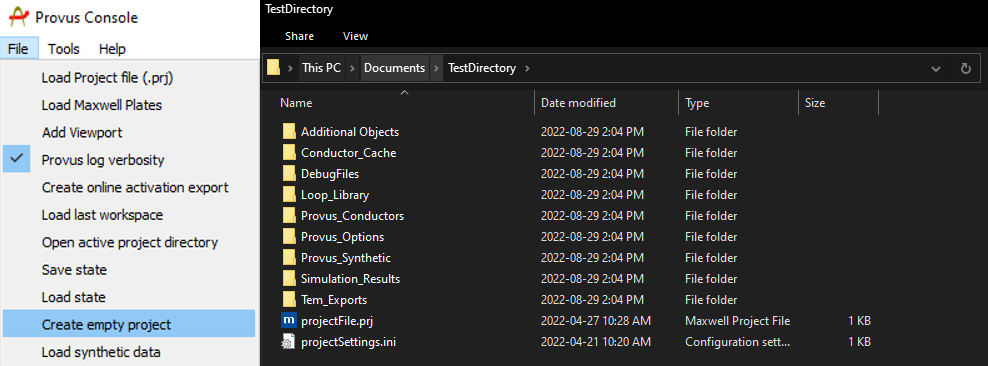 Provus Console
File Tools Help
Load Project file (.prj)
Load Maxwell Plates
Add Viewport
Provus log verbosity
Create online activation export
Load last workspace
Open active project directory
Save state
Load state
Create empty project
Load synthetic data
TestDirectory
Share View
This PC > Documents > TestDirectory >
Name Date modified Type Size
Additional Objects 2022-08-29 2:04 PM File folder
Conductor_Cache 2022-08-29 2:04 PM File folder
DebugFiles 2022-08-29 2:04 PM File folder
Loop_Library 2022-08-29 2:04 PM File folder
Provus_Conductors 2022-08-29 2:04 PM File folder
Provus_Options 2022-08-29 2:04 PM File folder
Provus_Synthetic 2022-08-29 2:04 PM File folder
Simulation_Results 2022-08-29 2:04 PM File folder
Tem_Exports 2022-08-29 2:04 PM File folder
projectFile.prj 2022-04-27 10:28 AM Maxwell Project File 1 KB
projectSettings.ini 2022-04-21 10:20 AM Configuration sett... 1 KB